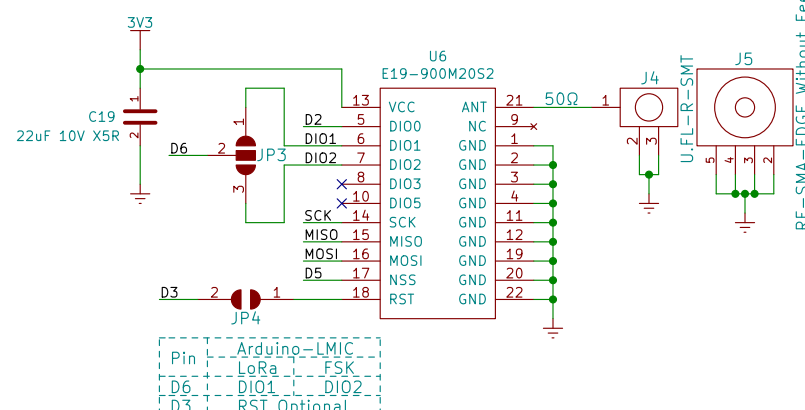 3V3
1
C19
22uF 10V X5R
2
D6
2
1
JP3
3
D3
2
1
JP4
U6
E19-900M20S2
D2
DIO1
DIO2
SCK
MISO
MOSI
D5
13 VCC
5 DIO0
6 DIO1
7 DIO2
8 DIO3
10 DIO5
14 SCK
15 MISO
16 MOSI
17 NSS
18 RST
ANT 21
NC 9
GND 1
GND 2
GND 3
GND 4
GND 11
GND 12
GND 19
GND 20
GND 22
50Ω
1
J4
2
3
U.FL-R-SMT
J5
5
4
3
2
RF-SMA-EDGE Without
Pin
Arduino-LMIC
LoRa FSK
D6 DIO1 DIO2
D3 RST Optional